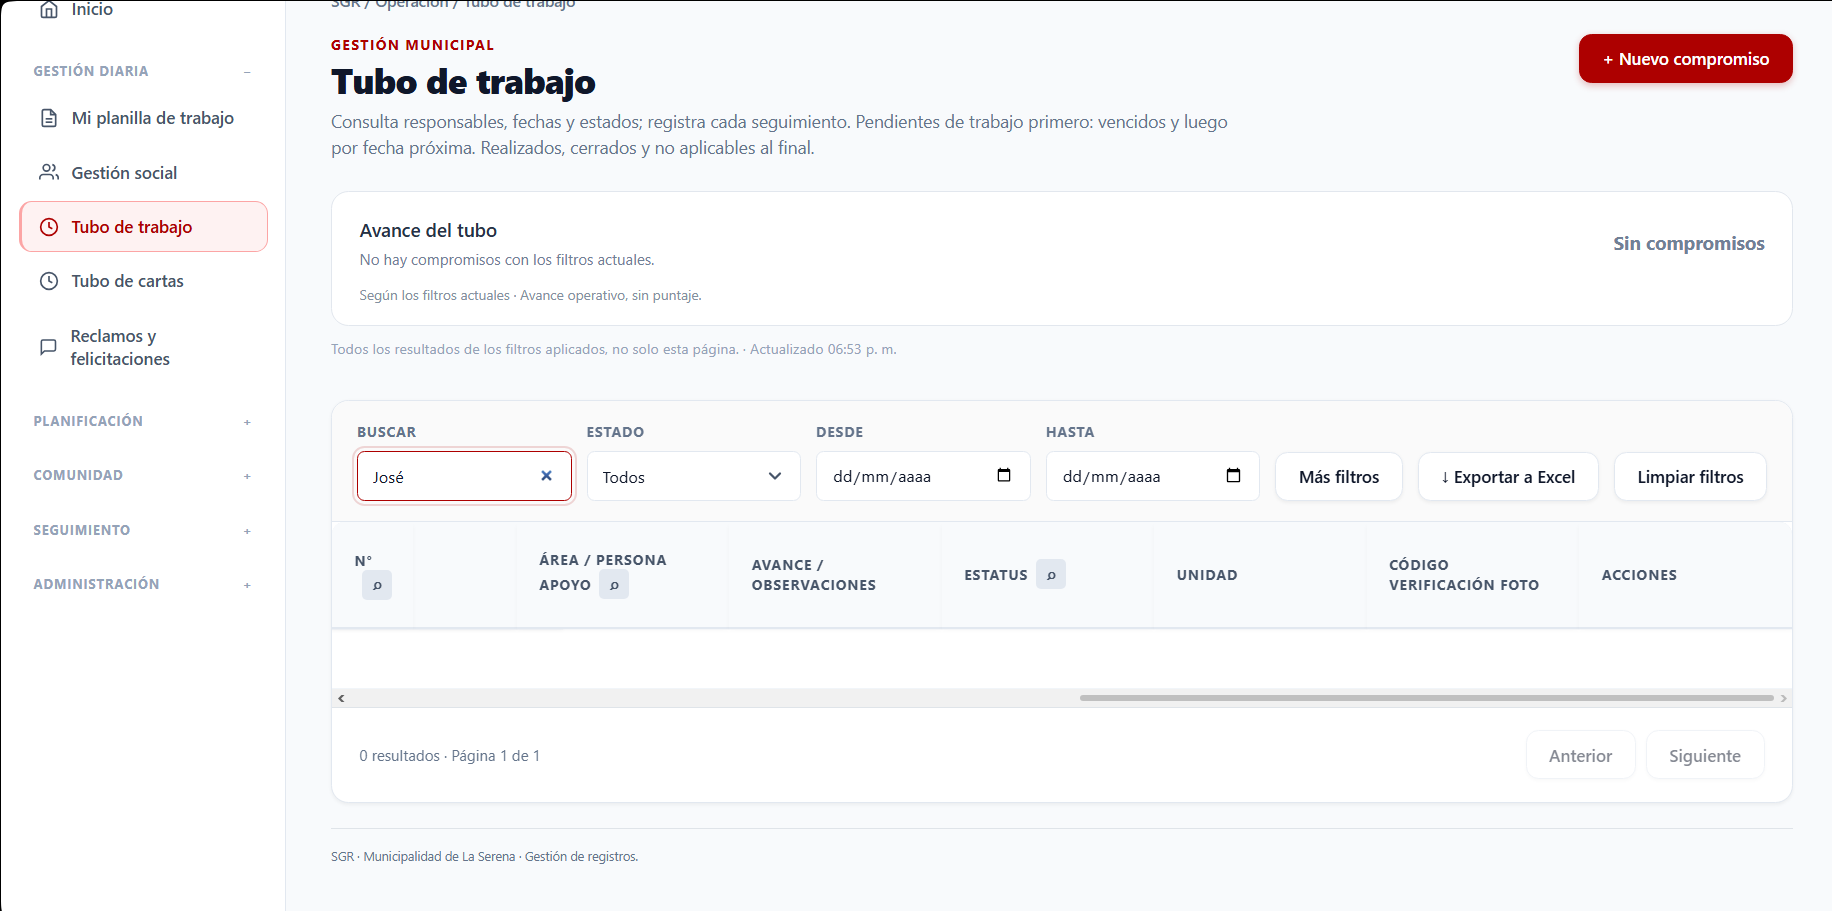 Inicio
SGR / Operación / Tubo de trabajo
GESTIÓN DIARIA −
Mi planilla de trabajo
Gestión social
Tubo de trabajo
Tubo de cartas
Reclamos y
felicitaciones
PLANIFICACIÓN +
COMUNIDAD +
SEGUIMIENTO +
ADMINISTRACIÓN +
GESTIÓN MUNICIPAL
Tubo de trabajo
+ Nuevo compromiso
Consulta responsables, fechas y estados; registra cada seguimiento. Pendientes de trabajo primero: vencidos y luego
por fecha próxima. Realizados, cerrados y no aplicables al final.
Avance del tubo
No hay compromisos con los filtros actuales.
Sin compromisos
Según los filtros actuales · Avance operativo, sin puntaje.
Todos los resultados de los filtros aplicados, no solo esta página. · Actualizado 06:53 p. m.
BUSCAR ESTADO DESDE HASTA
José Todos dd/mm/aaaa dd/mm/aaaa Más filtros ↓ Exportar a Excel Limpiar filtros
N°
ÁREA / PERSONA
APOYO
AVANCE /
OBSERVACIONES
ESTATUS
UNIDAD
CÓDIGO
VERIFICACIÓN FOTO
ACCIONES
0 resultados · Página 1 de 1
Anterior Siguiente
SGR · Municipalidad de La Serena · Gestión de registros.